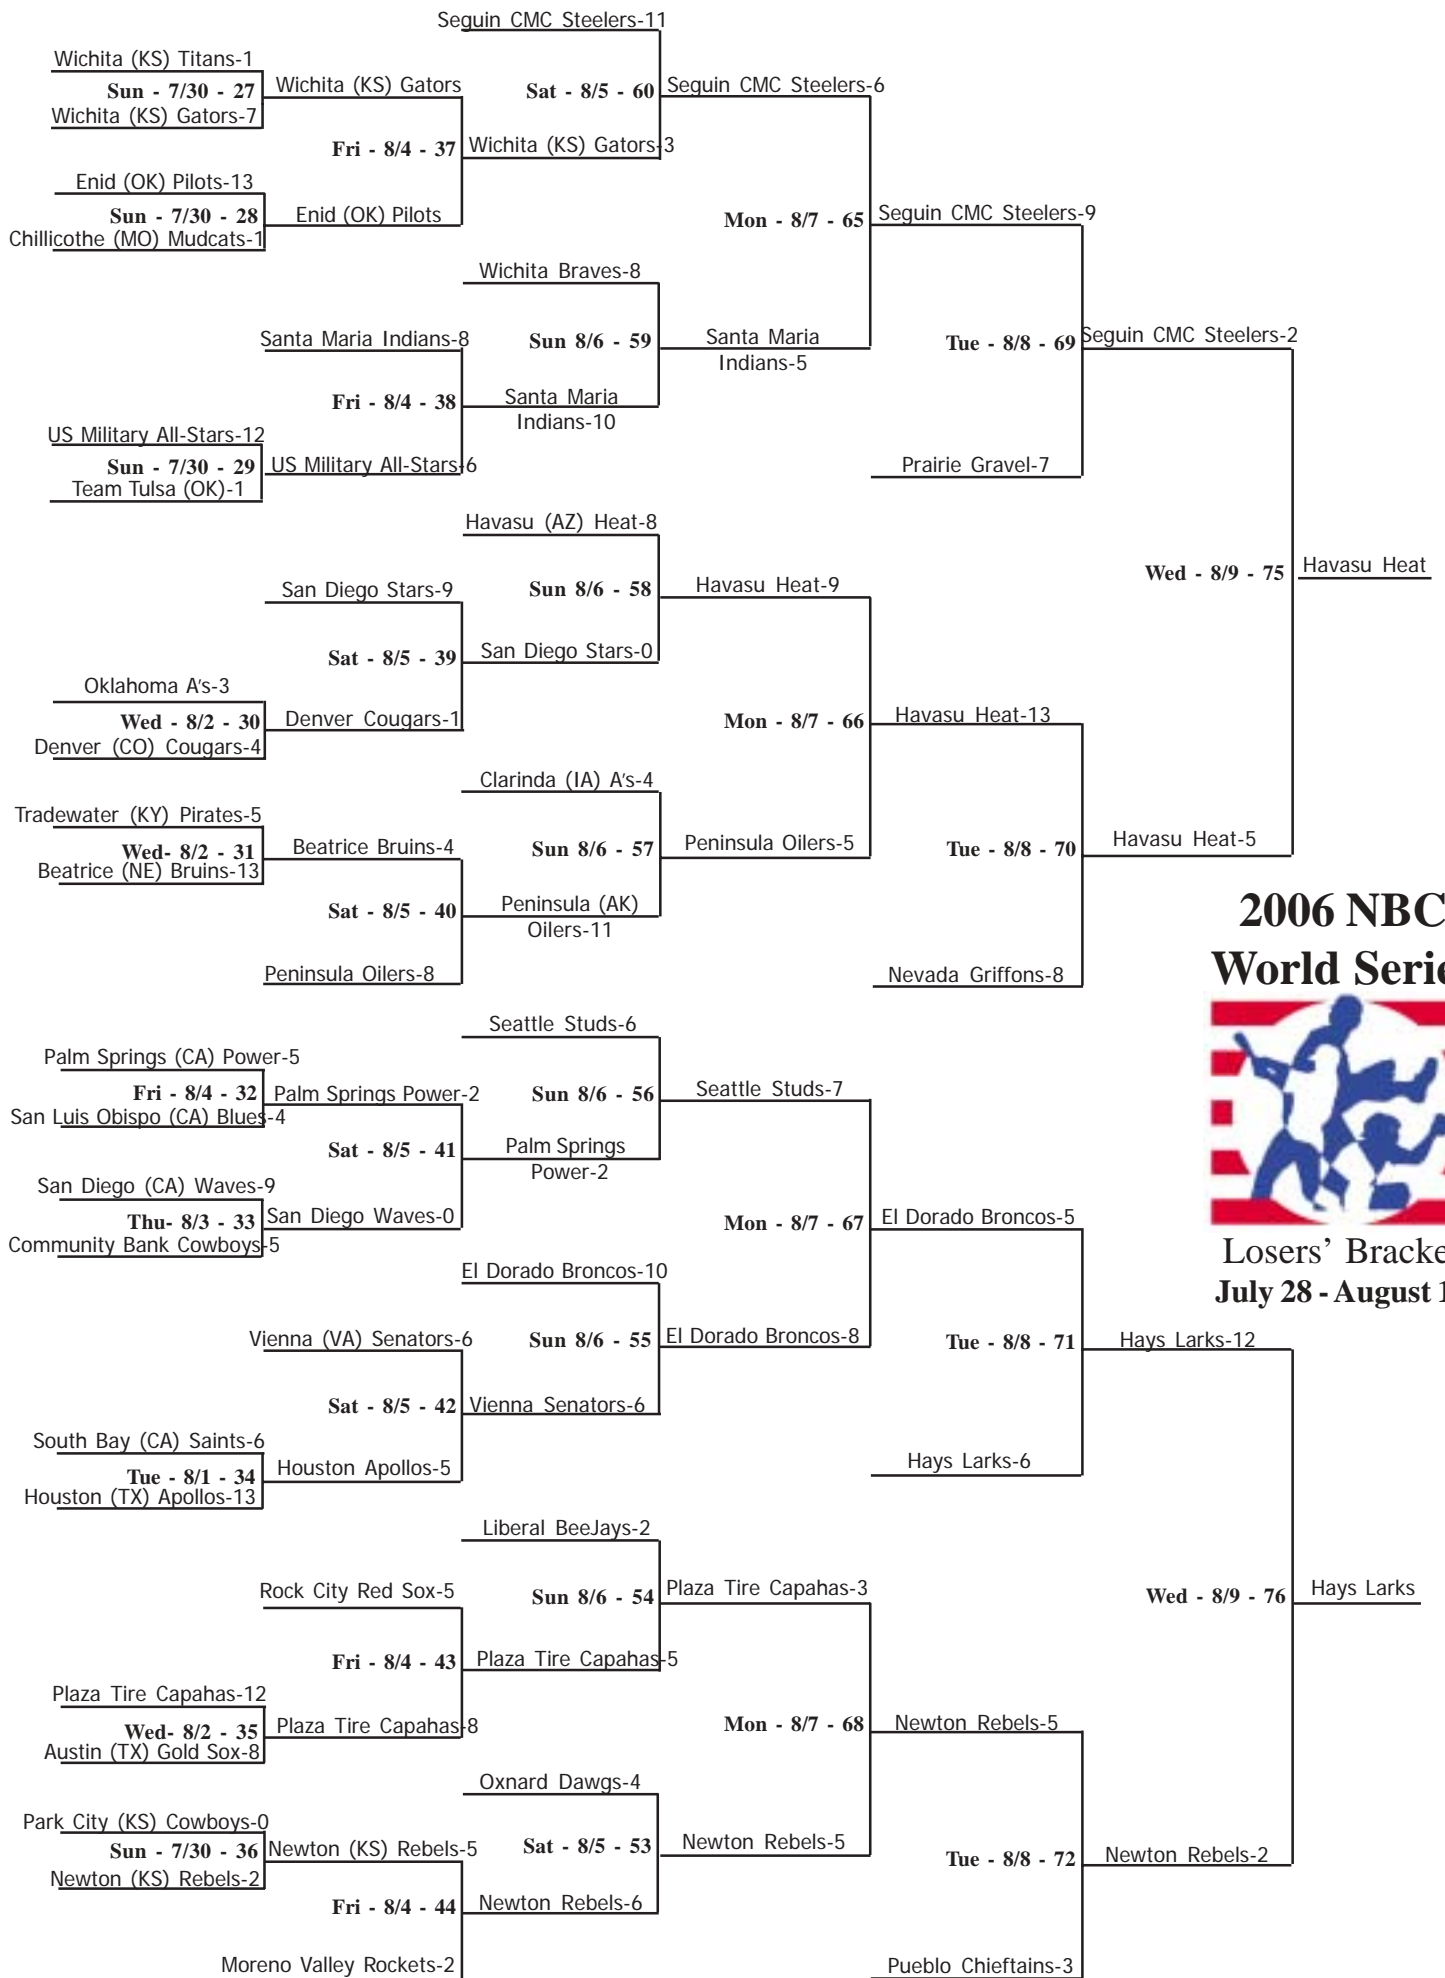 Seguin CMC Steelers-11
Wichita (KS) Titans-1
Sun - 7/30 - 27
Wichita (KS) Gators
Wichita (KS) Gators-7
Sat - 8/5 - 60
Seguin CMC Steelers-6
Fri - 8/4 - 37
Wichita (KS) Gators-3
Enid (OK) Pilots-13
Sun - 7/30 - 28
Enid (OK) Pilots
Chillicothe (MO) Mudcats-1
Mon - 8/7 - 65
Seguin CMC Steelers-9
Wichita Braves-8
Santa Maria Indians-8
Sun 8/6 - 59
Santa Maria
Indians-5
Tue - 8/8 - 69
Seguin CMC Steelers-2
Fri - 8/4 - 38
Santa Maria
Indians-10
US Military All-Stars-12
Sun - 7/30 - 29
US Military All-Stars-6
Team Tulsa (OK)-1
Prairie Gravel-7
Havasu (AZ) Heat-8
San Diego Stars-9
Sun 8/6 - 58
Havasu Heat-9
Wed - 8/9 - 75
Havasu Heat
Sat - 8/5 - 39
San Diego Stars-0
Oklahoma A's-3
Wed - 8/2 - 30
Denver Cougars-1
Denver (CO) Cougars-4
Mon - 8/7 - 66
Havasu Heat-13
Clarinda (IA) A's-4
Tradewater (KY) Pirates-5
Wed- 8/2 - 31
Beatrice Bruins-4
Beatrice (NE) Bruins-13
Sun 8/6 - 57
Peninsula Oilers-5
Tue - 8/8 - 70
Havasu Heat-5
Sat - 8/5 - 40
Peninsula (AK)
Oilers-11
Peninsula Oilers-8
Nevada Griffons-8
2006 NBC
World Serie
Seattle Studs-6
Palm Springs (CA) Power-5
Fri - 8/4 - 32
Palm Springs Power-2
San Luis Obispo (CA) Blues-4
Sun 8/6 - 56
Seattle Studs-7
Sat - 8/5 - 41
Palm Springs
Power-2
San Diego (CA) Waves-9
Thu- 8/3 - 33
San Diego Waves-0
Community Bank Cowboys-5
Mon - 8/7 - 67
El Dorado Broncos-5
Losers’ Bracke
July 28 - August 1
El Dorado Broncos-10
Vienna (VA) Senators-6
Sun 8/6 - 55
El Dorado Broncos-8
Tue - 8/8 - 71
Hays Larks-12
Sat - 8/5 - 42
Vienna Senators-6
South Bay (CA) Saints-6
Tue - 8/1 - 34
Houston Apollos-5
Houston (TX) Apollos-13
Hays Larks-6
Liberal BeeJays-2
Rock City Red Sox-5
Sun 8/6 - 54
Plaza Tire Capahas-3
Wed - 8/9 - 76
Hays Larks
Fri - 8/4 - 43
Plaza Tire Capahas-5
Plaza Tire Capahas-12
Wed- 8/2 - 35
Plaza Tire Capahas-8
Austin (TX) Gold Sox-8
Mon - 8/7 - 68
Newton Rebels-5
Oxnard Dawgs-4
Park City (KS) Cowboys-0
Sun - 7/30 - 36
Newton (KS) Rebels-5
Newton (KS) Rebels-2
Sat - 8/5 - 53
Newton Rebels-5
Tue - 8/8 - 72
Newton Rebels-2
Fri - 8/4 - 44
Newton Rebels-6
Moreno Valley Rockets-2
Pueblo Chieftains-3